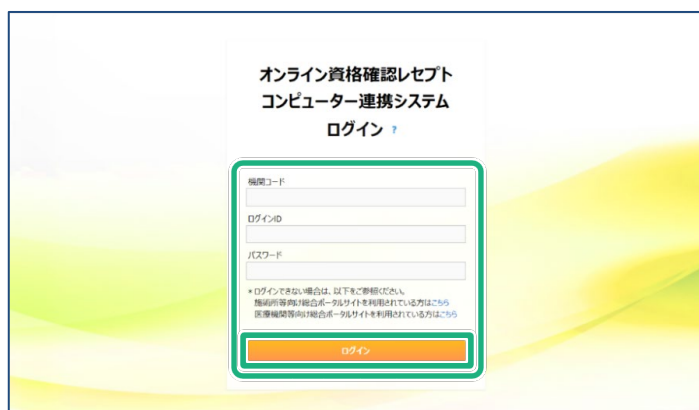 オンライン資格確認レセプト
コンピューター連携システム
ログイン ?
機関コード
ログインID
パスワード
* ログインできない場合は、以下をご参照ください。
施術所等向け総合ポータルサイトを利用されている方はこちら
医療機関等向け総合ポータルサイトを利用されている方はこちら
ログイン